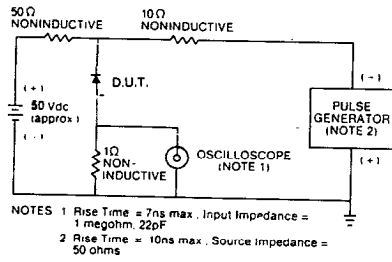 50Ω
NONINDUCTIVE
10Ω
NONINDUCTIVE
(+)
50 Vdc
(approx)
(-)
D.U.T.
(-)
PULSE
GENERATOR
(NOTE 2)
(+)
1Ω
NON-
INDUCTIVE
OSCILLOSCOPE
(NOTE 1)
NOTES 1 Rise Time = 7ns max, Input Impedance =
1 megohm, 22pF
2 Rise Time = 10ns max, Source Impedance =
50 ohms